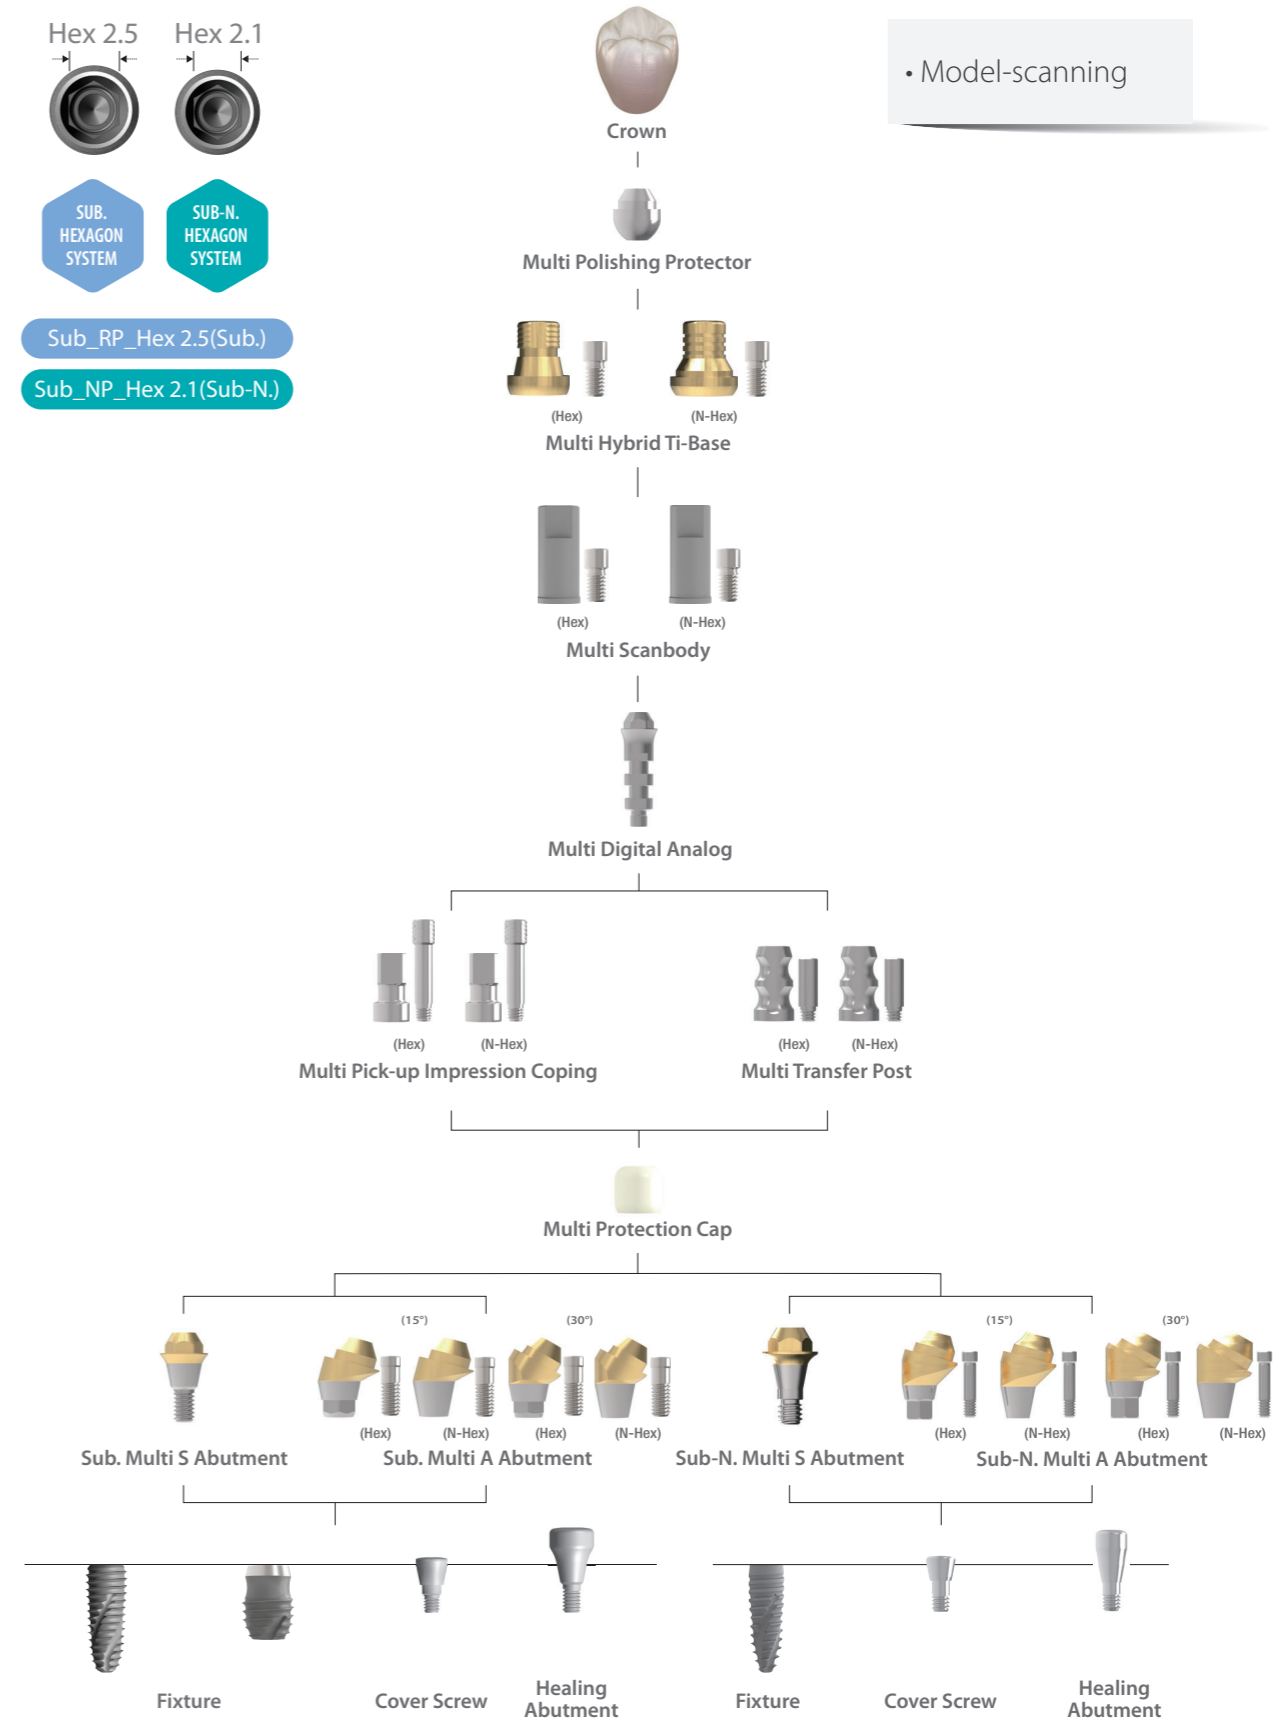 Hex 2.5
Hex 2.1
• Model-scanning
SUB.
HEXAGON
SYSTEM
SUB-N.
HEXAGON
SYSTEM
Sub_RP_Hex 2.5(Sub.)
Sub_NP_Hex 2.1(Sub-N.)
Crown
Multi Polishing Protector
(Hex)
(N-Hex)
Multi Hybrid Ti-Base
(Hex)
(N-Hex)
Multi Scanbody
Multi Digital Analog
(Hex)
(N-Hex)
(Hex)
(N-Hex)
Multi Pick-up Impression Coping
Multi Transfer Post
Multi Protection Cap
(15°)
(30°)
(15°)
(30°)
(Hex)
(N-Hex)
(Hex)
(N-Hex)
(Hex)
(N-Hex)
(Hex)
(N-Hex)
Sub. Multi S Abutment
Sub. Multi A Abutment
Sub-N. Multi S Abutment
Sub-N. Multi A Abutment
Fixture
Cover Screw
Healing
Abutment
Fixture
Cover Screw
Healing
Abutment